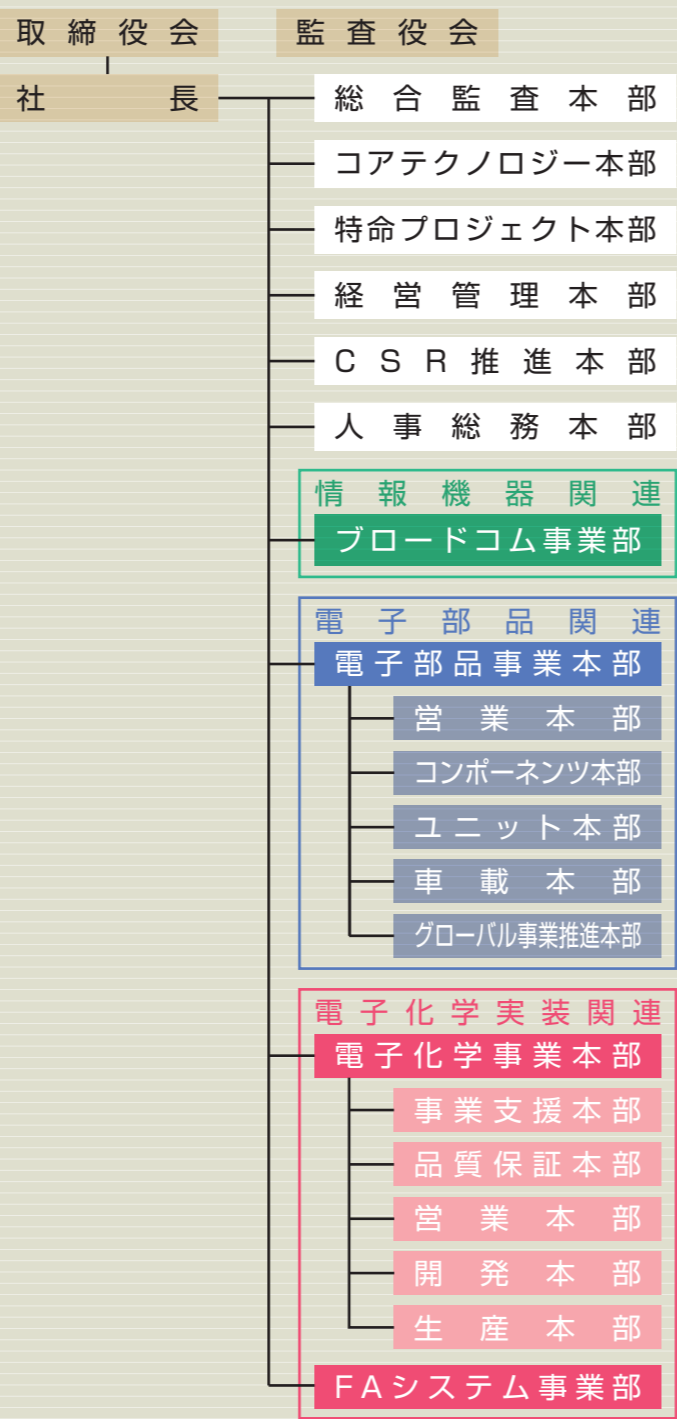 取締役会
監査役会
社長
総合監査本部
コアテクノロジー本部
特命プロジェクト本部
経営管理本部
CSR推進本部
人事総務本部
情報機器関連
ブロードコム事業部
電子部品関連
電子部品事業本部
営業本部
コンポーネンツ本部
ユニット本部
車載本部
グローバル事業推進本部
電子化学実装関連
電子化学事業本部
事業支援本部
品質保証本部
営業本部
開発本部
生産本部
FAシステム事業部